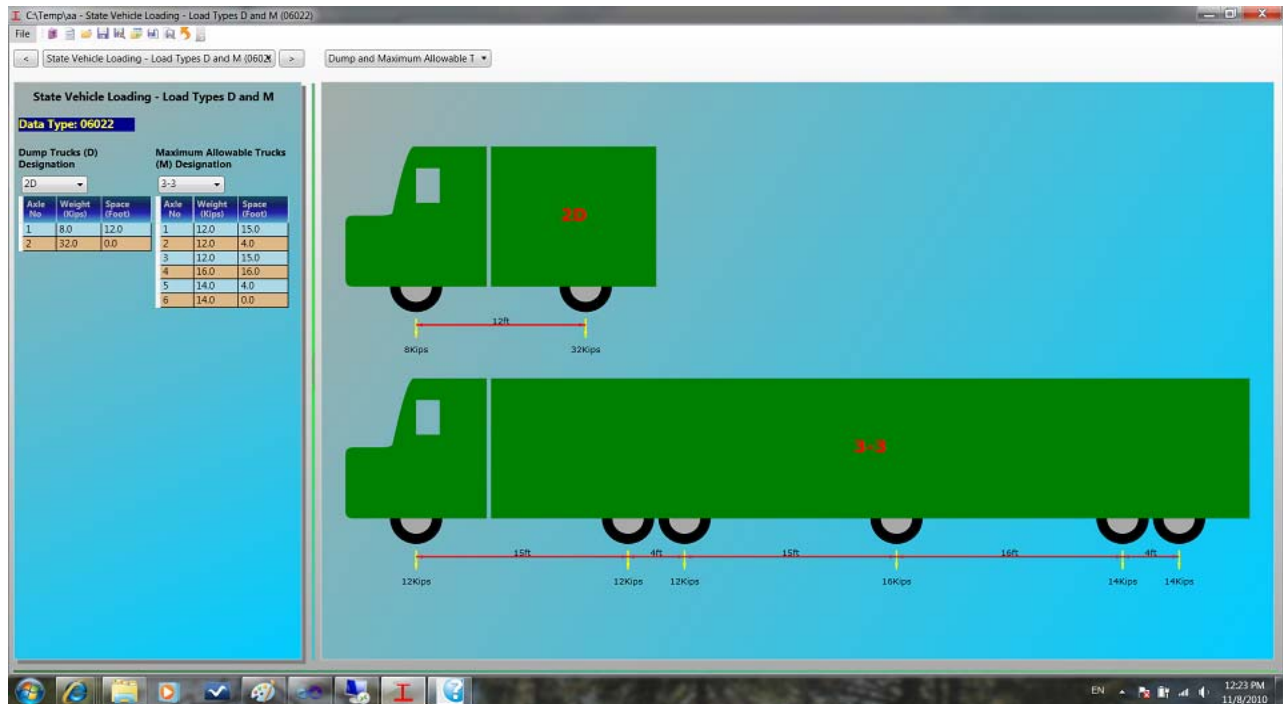 C:\Temp\aa - State Vehicle Loading - Load Types D and M (06022)
File
< State Vehicle Loading - Load Types D and M (0602 > Dump and Maximum Allowable T
State Vehicle Loading - Load Types D and M
Data Type: 06022
Dump Trucks (D)
Designation
2D
Axle No Weight (Kips) Space (Foot)
1 8.0 12.0
2 32.0 0.0
Maximum Allowable Trucks
(M) Designation
3-3
Axle No Weight (Kips) Space (Foot)
1 12.0 15.0
2 12.0 4.0
3 12.0 15.0
4 16.0 16.0
5 14.0 4.0
6 14.0 0.0
2D
12ft
8Kips 32Kips
3-3
15ft 4ft 15ft 16ft 4ft
12Kips 12Kips 12Kips 16Kips 14Kips 14Kips
EN 12:23 PM
11/8/2010